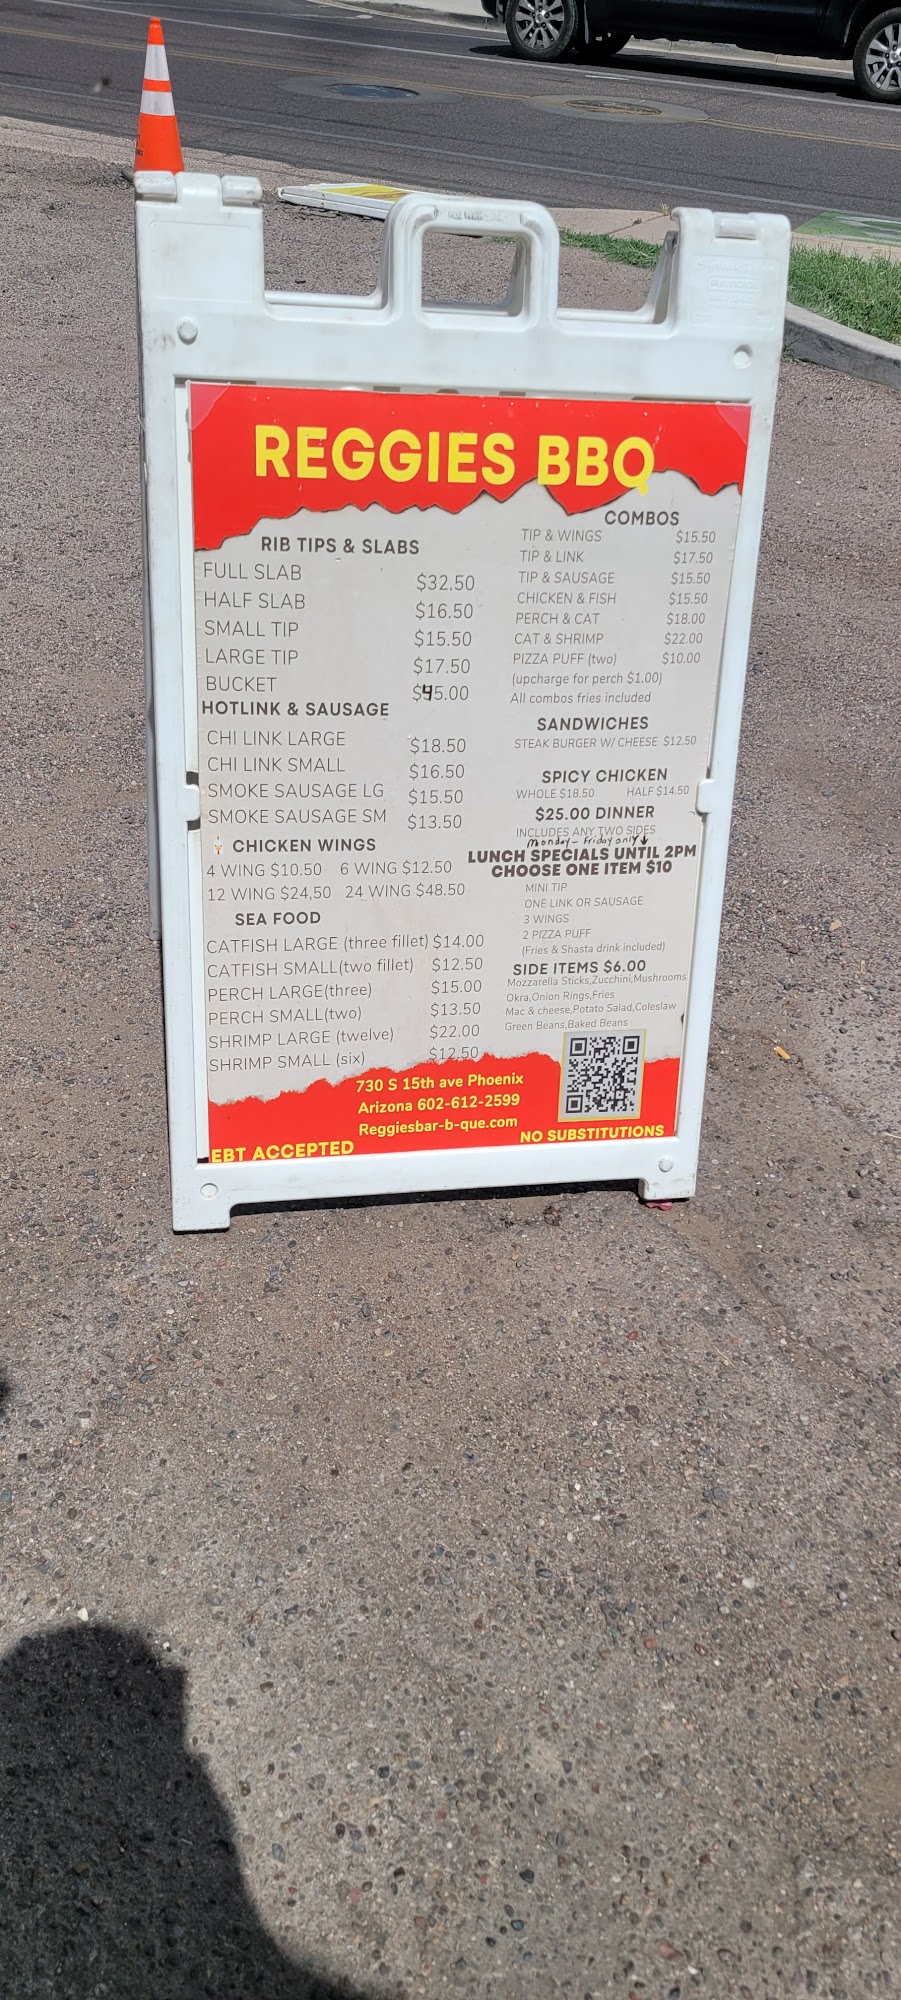 REGGIES BBQ
RIB TIPS & SLABS
FULL SLAB $32.50
HALF SLAB $16.50
SMALL TIP $15.50
LARGE TIP $17.50
BUCKET $45.00
HOTLINK & SAUSAGE
CHI LINK LARGE $18.50
CHI LINK SMALL $16.50
SMOKE SAUSAGE LG $15.50
SMOKE SAUSAGE SM $13.50
CHICKEN WINGS
4 WING $10.50 6 WING $12.50
12 WING $24,50 24 WING $48.50
SEA FOOD
CATFISH LARGE (three fillet) $14.00
CATFISH SMALL(two fillet) $12.50
PERCH LARGE(three) $15.00
PERCH SMALL(two) $13.50
SHRIMP LARGE (twelve) $22.00
SHRIMP SMALL (six) $12.50
COMBOS
TIP & WINGS $15.50
TIP & LINK $17.50
TIP & SAUSAGE $15.50
CHICKEN & FISH $15.50
PERCH & CAT $18.00
CAT & SHRIMP $22.00
PIZZA PUFF (two) $10.00
(upcharge for perch $1.00)
All combos fries included
SANDWICHES
STEAK BURGER W/ CHEESE $12.50
SPICY CHICKEN
WHOLE $18.50 HALF $14.50
$25.00 DINNER
INCLUDES ANY TWO SIDES
Monday - Friday only ↓
LUNCH SPECIALS UNTIL 2PM
CHOOSE ONE ITEM $10
MINI TIP
ONE LINK OR SAUSAGE
3 WINGS
2 PIZZA PUFF
(Fries & Shasta drink included)
SIDE ITEMS $6.00
Mozzarella Sticks,Zucchini,Mushrooms
Okra,Onion Rings,Fries
Mac & cheese,Potato Salad,Coleslaw
Green Beans,Baked Beans
730 S 15th ave Phoenix
Arizona 602-612-2599
Reggiesbar-b-que.com
EBT ACCEPTED
NO SUBSTITUTIONS